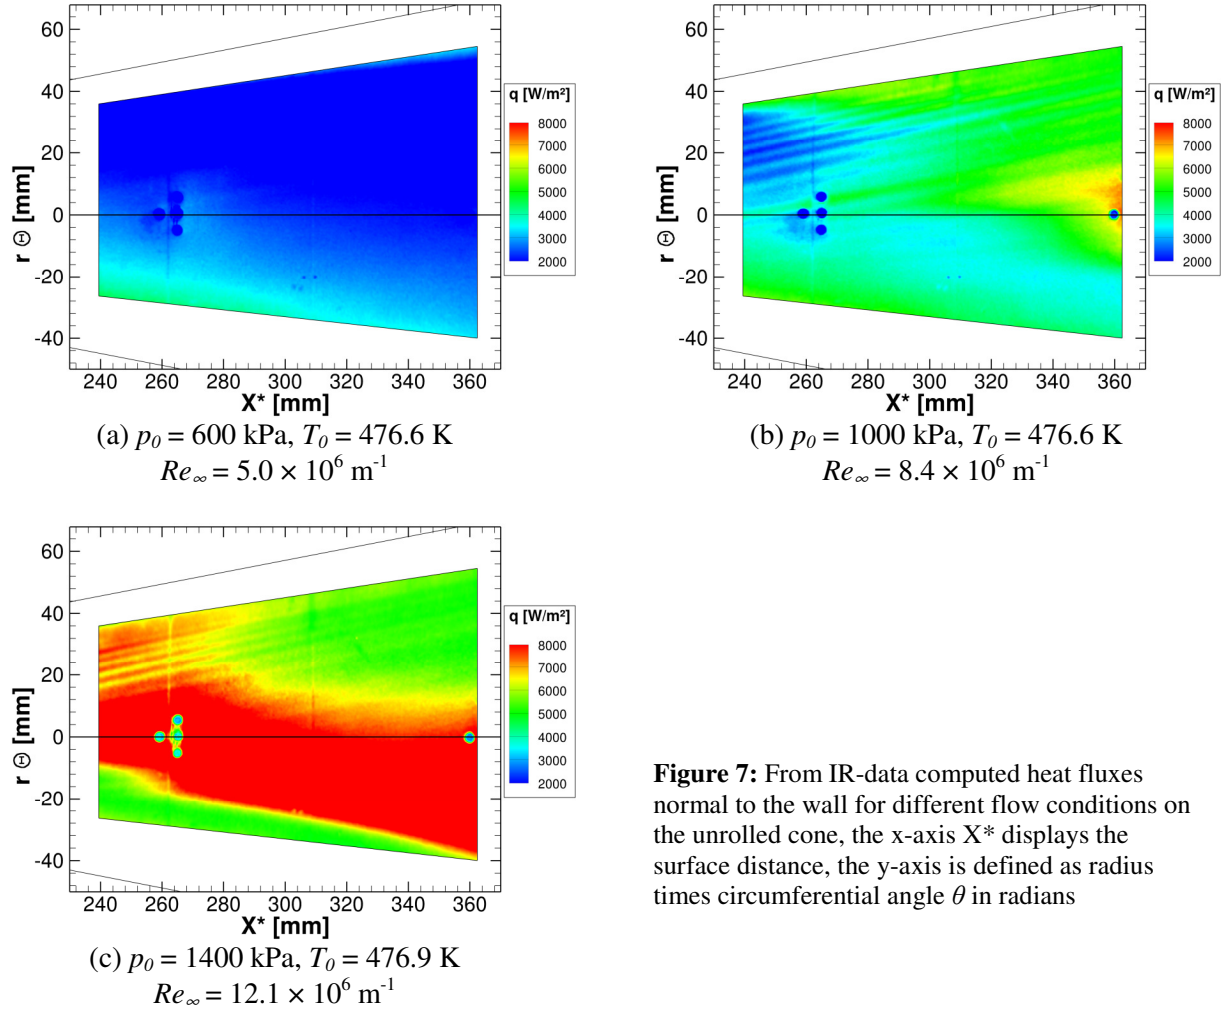 60
40
20
0
-20
-40
r Θ [mm]
240 260 280 300 320 340 360
X* [mm]
q [W/m²]
8000
7000
6000
5000
4000
3000
2000
(a) p₀ = 600 kPa, T₀ = 476.6 K
Re∞ = 5.0 × 10⁶ m⁻¹
60
40
20
0
-20
-40
r Θ [mm]
240 260 280 300 320 340 360
X* [mm]
q [W/m²]
8000
7000
6000
5000
4000
3000
2000
(b) p₀ = 1000 kPa, T₀ = 476.6 K
Re∞ = 8.4 × 10⁶ m⁻¹
60
40
20
0
-20
-40
r Θ [mm]
240 260 280 300 320 340 360
X* [mm]
q [W/m²]
8000
7000
6000
5000
4000
3000
2000
(c) p₀ = 1400 kPa, T₀ = 476.9 K
Re∞ = 12.1 × 10⁶ m⁻¹
Figure 7: From IR-data computed heat fluxes
normal to the wall for different flow conditions on
the unrolled cone, the x-axis X* displays the
surface distance, the y-axis is defined as radius
times circumferential angle θ in radians